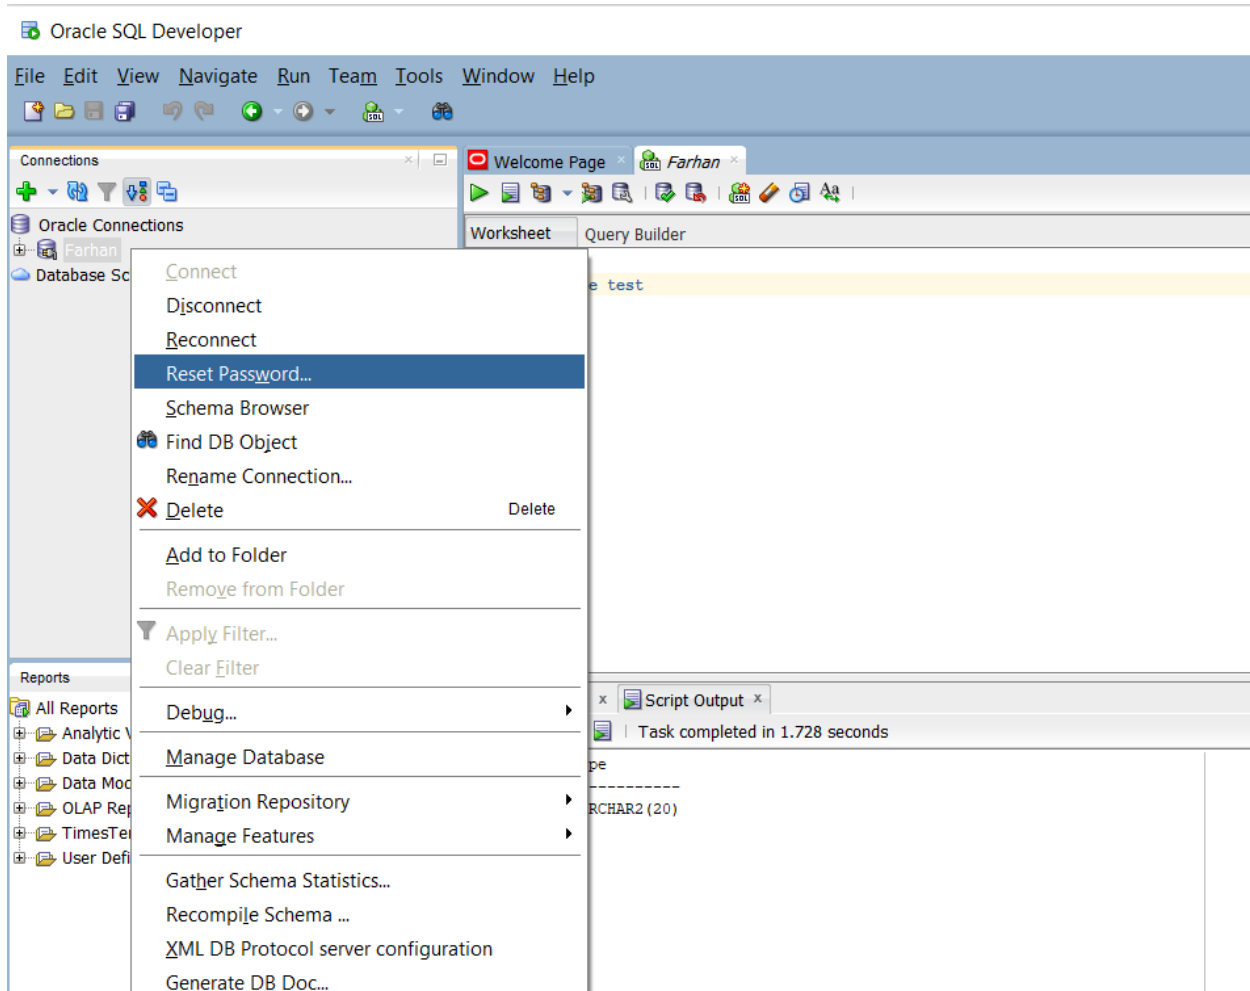 Oracle SQL Developer
File Edit View Navigate Run Team Tools Window Help
Connections
Welcome Page
Farhan
Oracle Connections
Farhan
Database Sc
Worksheet
Query Builder
e test
Connect
Disconnect
Reconnect
Reset Password...
Schema Browser
Find DB Object
Rename Connection...
Delete Delete
Add to Folder
Remove from Folder
Apply Filter...
Clear Filter
Debug...
Manage Database
Migration Repository
Manage Features
Gather Schema Statistics...
Recompile Schema ...
XML DB Protocol server configuration
Generate DB Doc...
Reports
All Reports
Analytic V
Data Dict
Data Mod
OLAP Rep
TimesTe
User Defi
Script Output
Task completed in 1.728 seconds
pe
----------
RCHAR2(20)